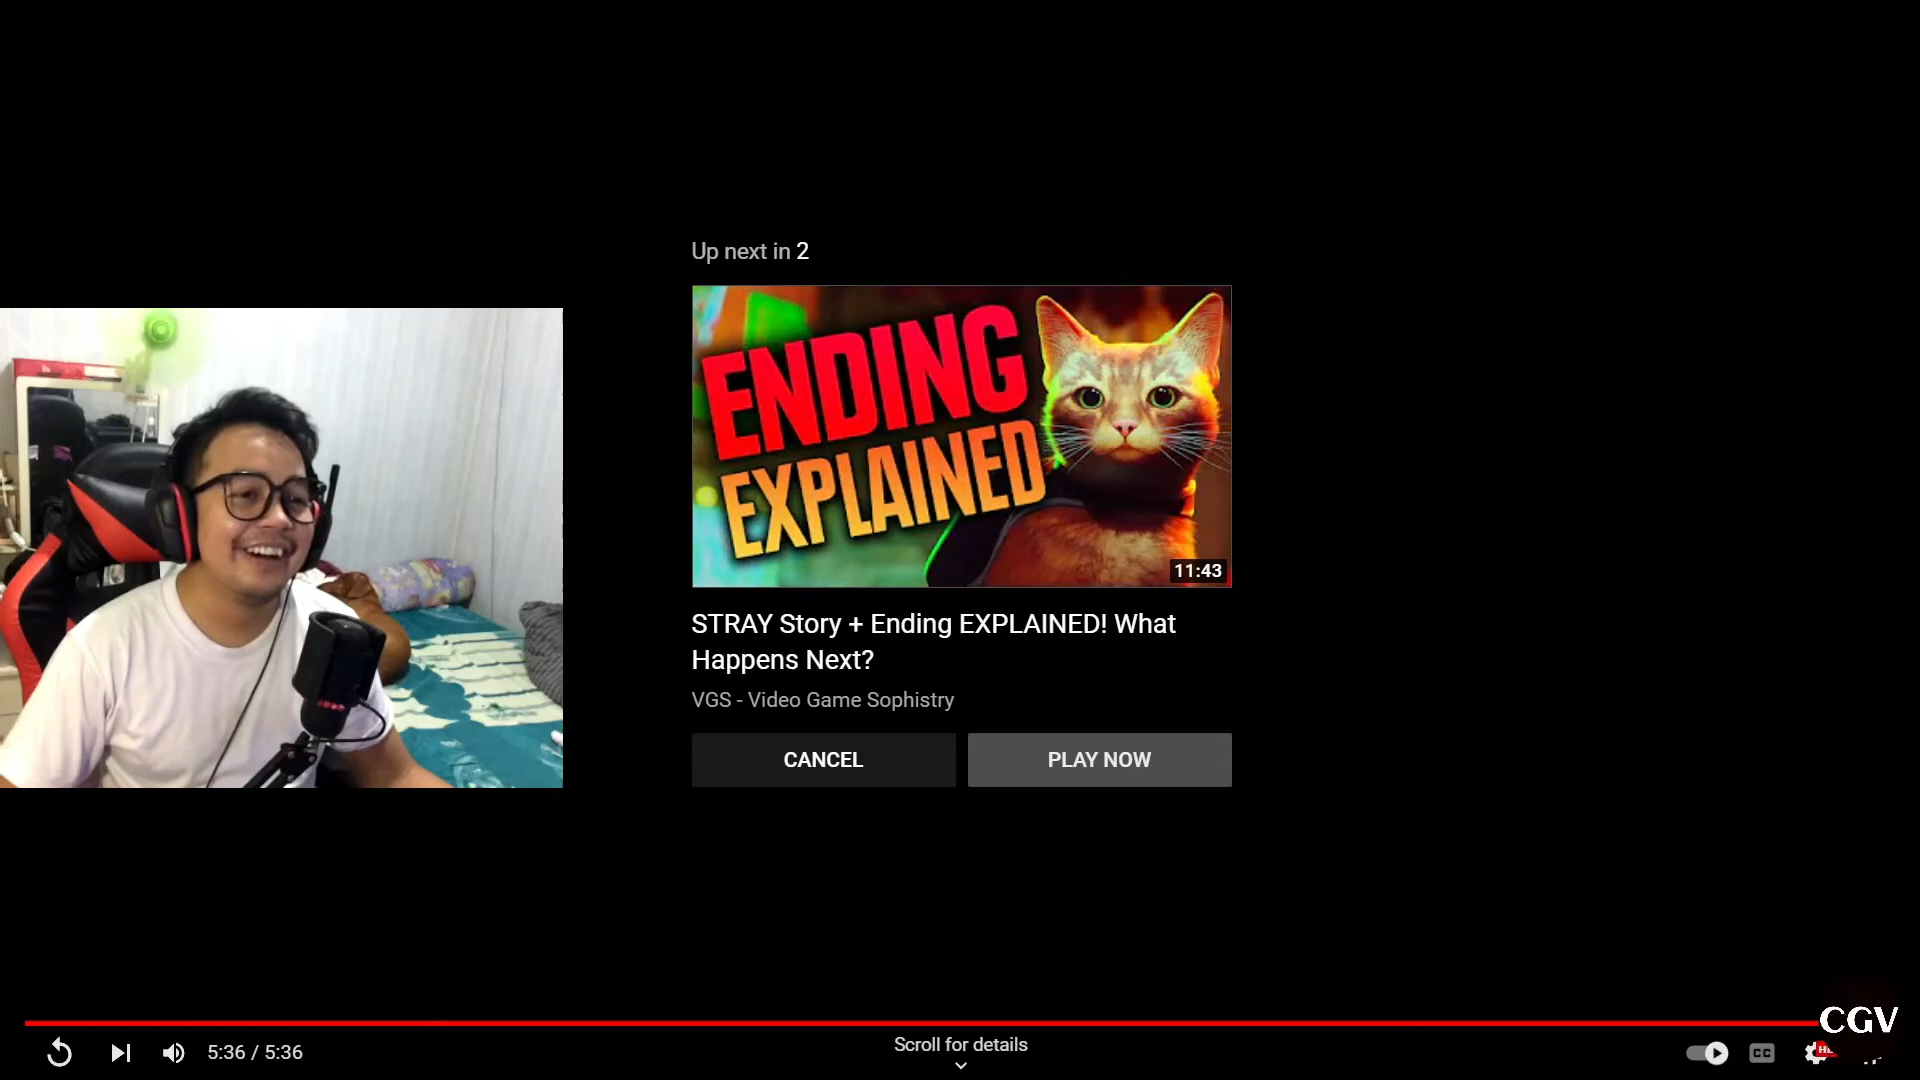 Up next in 2
ENDING
EXPLAINED
11:43
STRAY Story + Ending EXPLAINED! What
Happens Next?
VGS - Video Game Sophistry
CANCEL
PLAY NOW
CGV
5:36 / 5:36
Scroll for details
CC